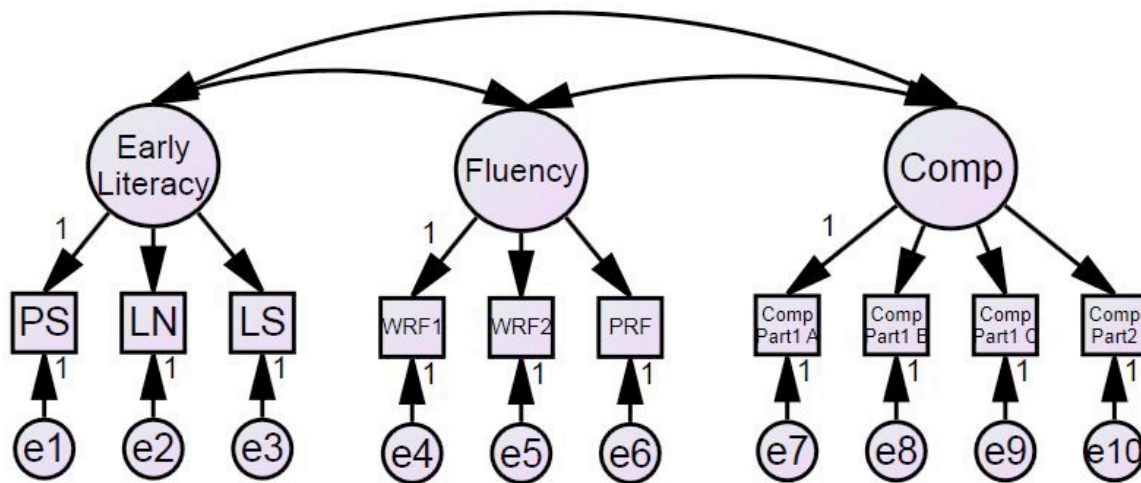 Early
Literacy
Fluency
Comp
1
1
1
PS
LN
LS
WRF1
WRF2
PRF
Comp
Part1 A
Comp
Part1 B
Comp
Part1 C
Comp
Part2
1
1
1
1
1
1
1
1
1
1
e1
e2
e3
e4
e5
e6
e7
e8
e9
e10